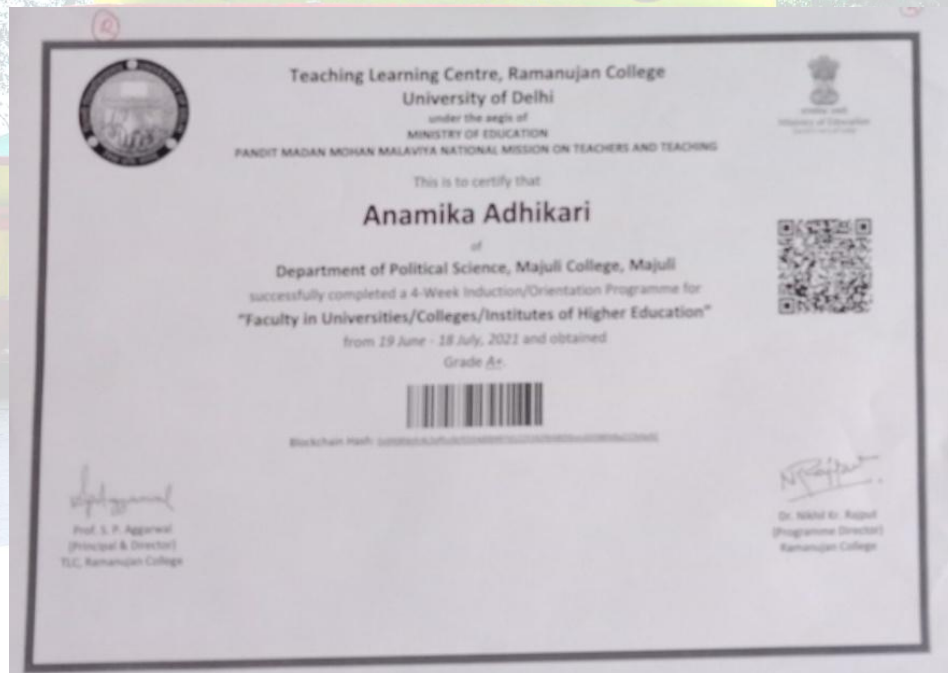 Teaching Learning Centre, Ramanujan College
University of Delhi
under the aegis of
MINISTRY OF EDUCATION
PANDIT MADAN MOHAN MALAVIYA NATIONAL MISSION ON TEACHERS AND TEACHING
Ministry of Education
This is to certify that
Anamika Adhikari
of
Department of Political Science, Majuli College, Majuli
successfully completed a 4-Week Induction/Orientation Programme for
"Faculty in Universities/Colleges/Institutes of Higher Education"
from 19 June - 18 July, 2021 and obtained
Grade A+.
Blockchain Hash:
Prof. S. P. Aggarwal
(Principal & Director)
TLC, Ramanujan College
Dr. Nikhil Kr. Rajput
(Programme Director)
Ramanujan College